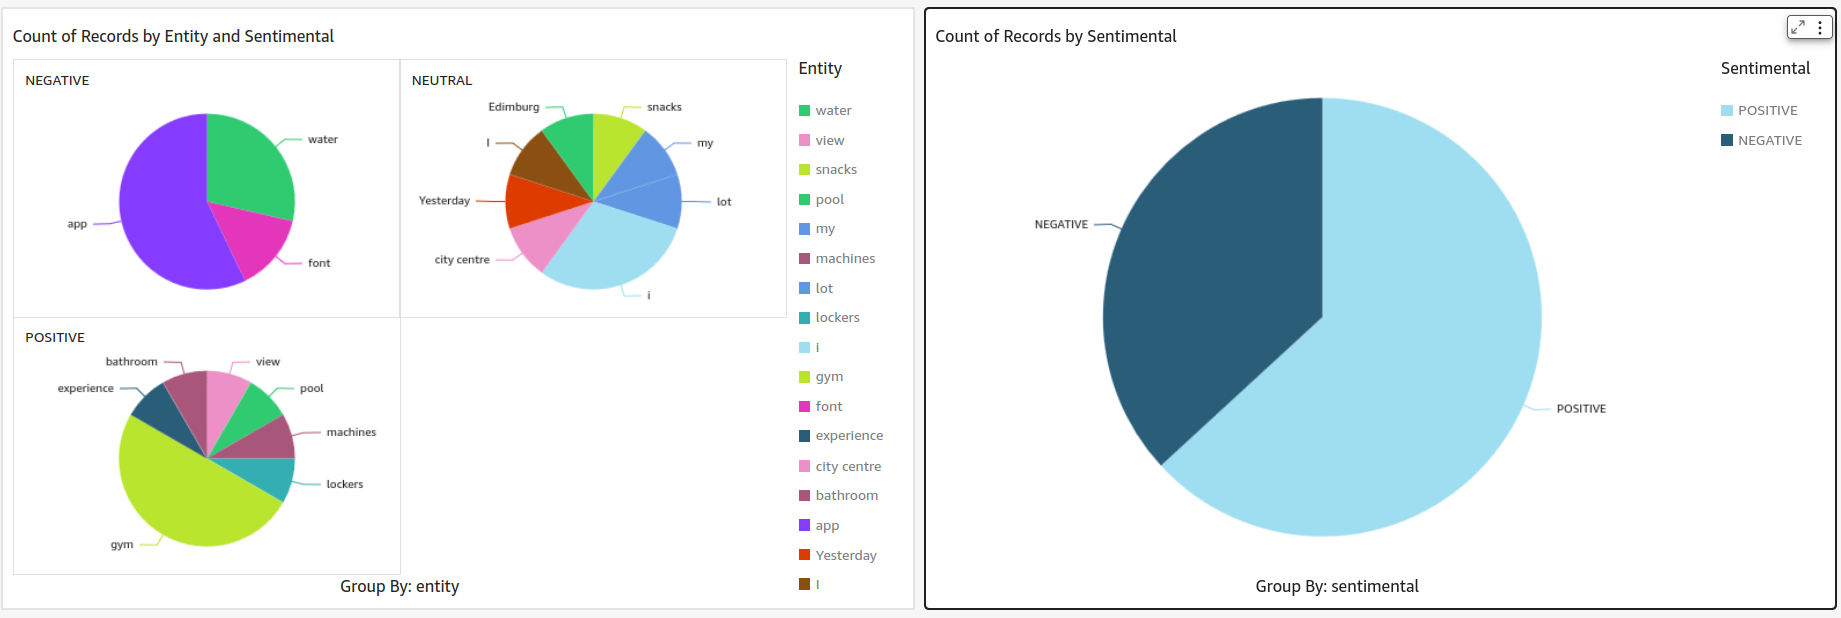 Count of Records by Entity and Sentimental
NEGATIVE
water
app
font
NEUTRAL
Edimburg
snacks
I
my
Yesterday
lot
city centre
i
POSITIVE
bathroom
view
experience
pool
machines
lockers
gym
Group By: entity
Entity
water
view
snacks
pool
my
machines
lot
lockers
i
gym
font
experience
city centre
bathroom
app
Yesterday
I
Count of Records by Sentimental
NEGATIVE
POSITIVE
Group By: sentimental
Sentimental
POSITIVE
NEGATIVE